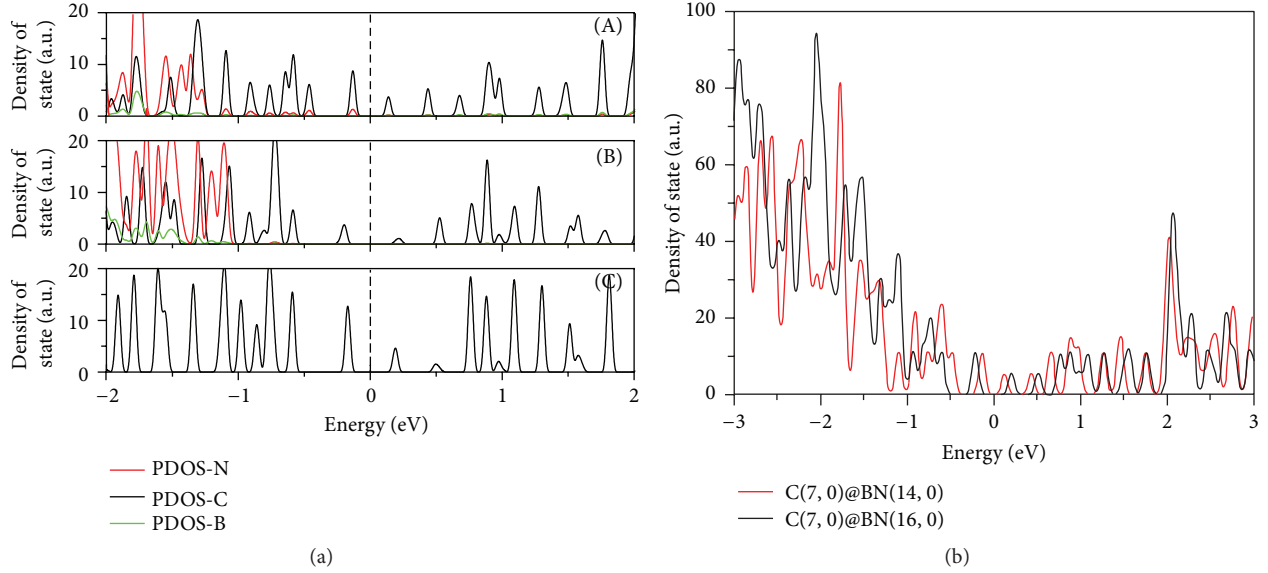 Density of
state (a.u.)
20
10
0
(A)
Density of
state (a.u.)
20
10
0
(B)
Density of
state (a.u.)
20
10
0
(C)
−2
−1
0
1
2
Energy (eV)
PDOS-N
PDOS-C
PDOS-B
(a)
Density of state (a.u.)
100
80
60
40
20
0
−3
−2
−1
0
1
2
3
Energy (eV)
C(7, 0)@BN(14, 0)
C(7, 0)@BN(16, 0)
(b)